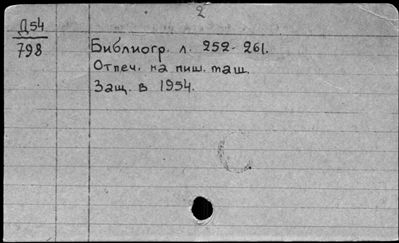 2
Д54
798
Библиогр. л. 252-261.
Отпеч. на пиш. маш.
Защ. в 1954.